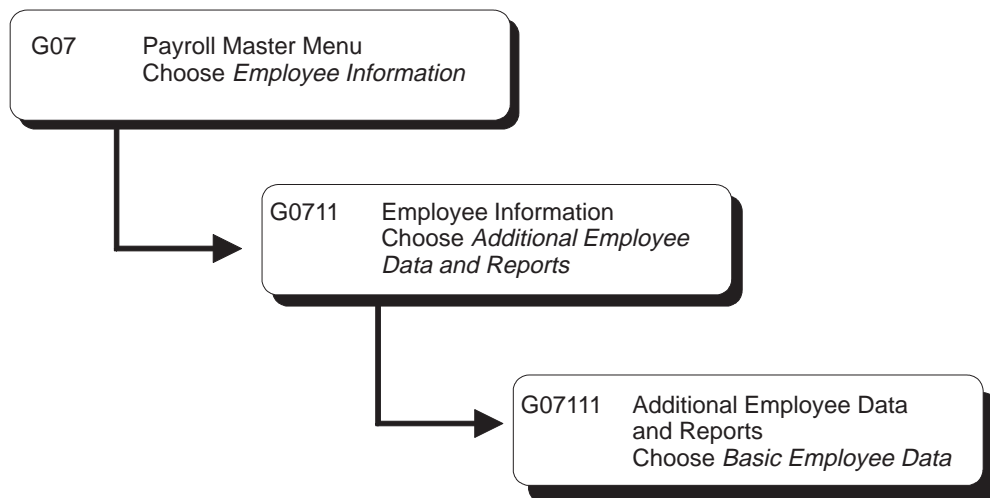 G07 Payroll Master Menu
Choose Employee Information
G0711 Employee Information
Choose Additional Employee
Data and Reports
G07111 Additional Employee Data
and Reports
Choose Basic Employee Data